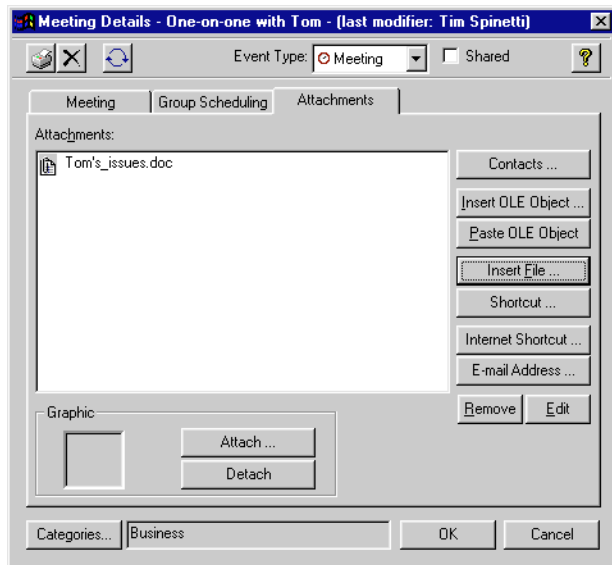 Meeting Details - One-on-one with Tom - (last modifier: Tim Spinetti)
Event Type: Meeting Shared ?
Meeting Group Scheduling Attachments
Attachments:
Tom's_issues.doc
Contacts ...
Insert OLE Object ...
Paste OLE Object
Insert File ...
Shortcut ...
Internet Shortcut ...
E-mail Address ...
Remove Edit
Graphic
Attach ...
Detach
Categories... Business OK Cancel